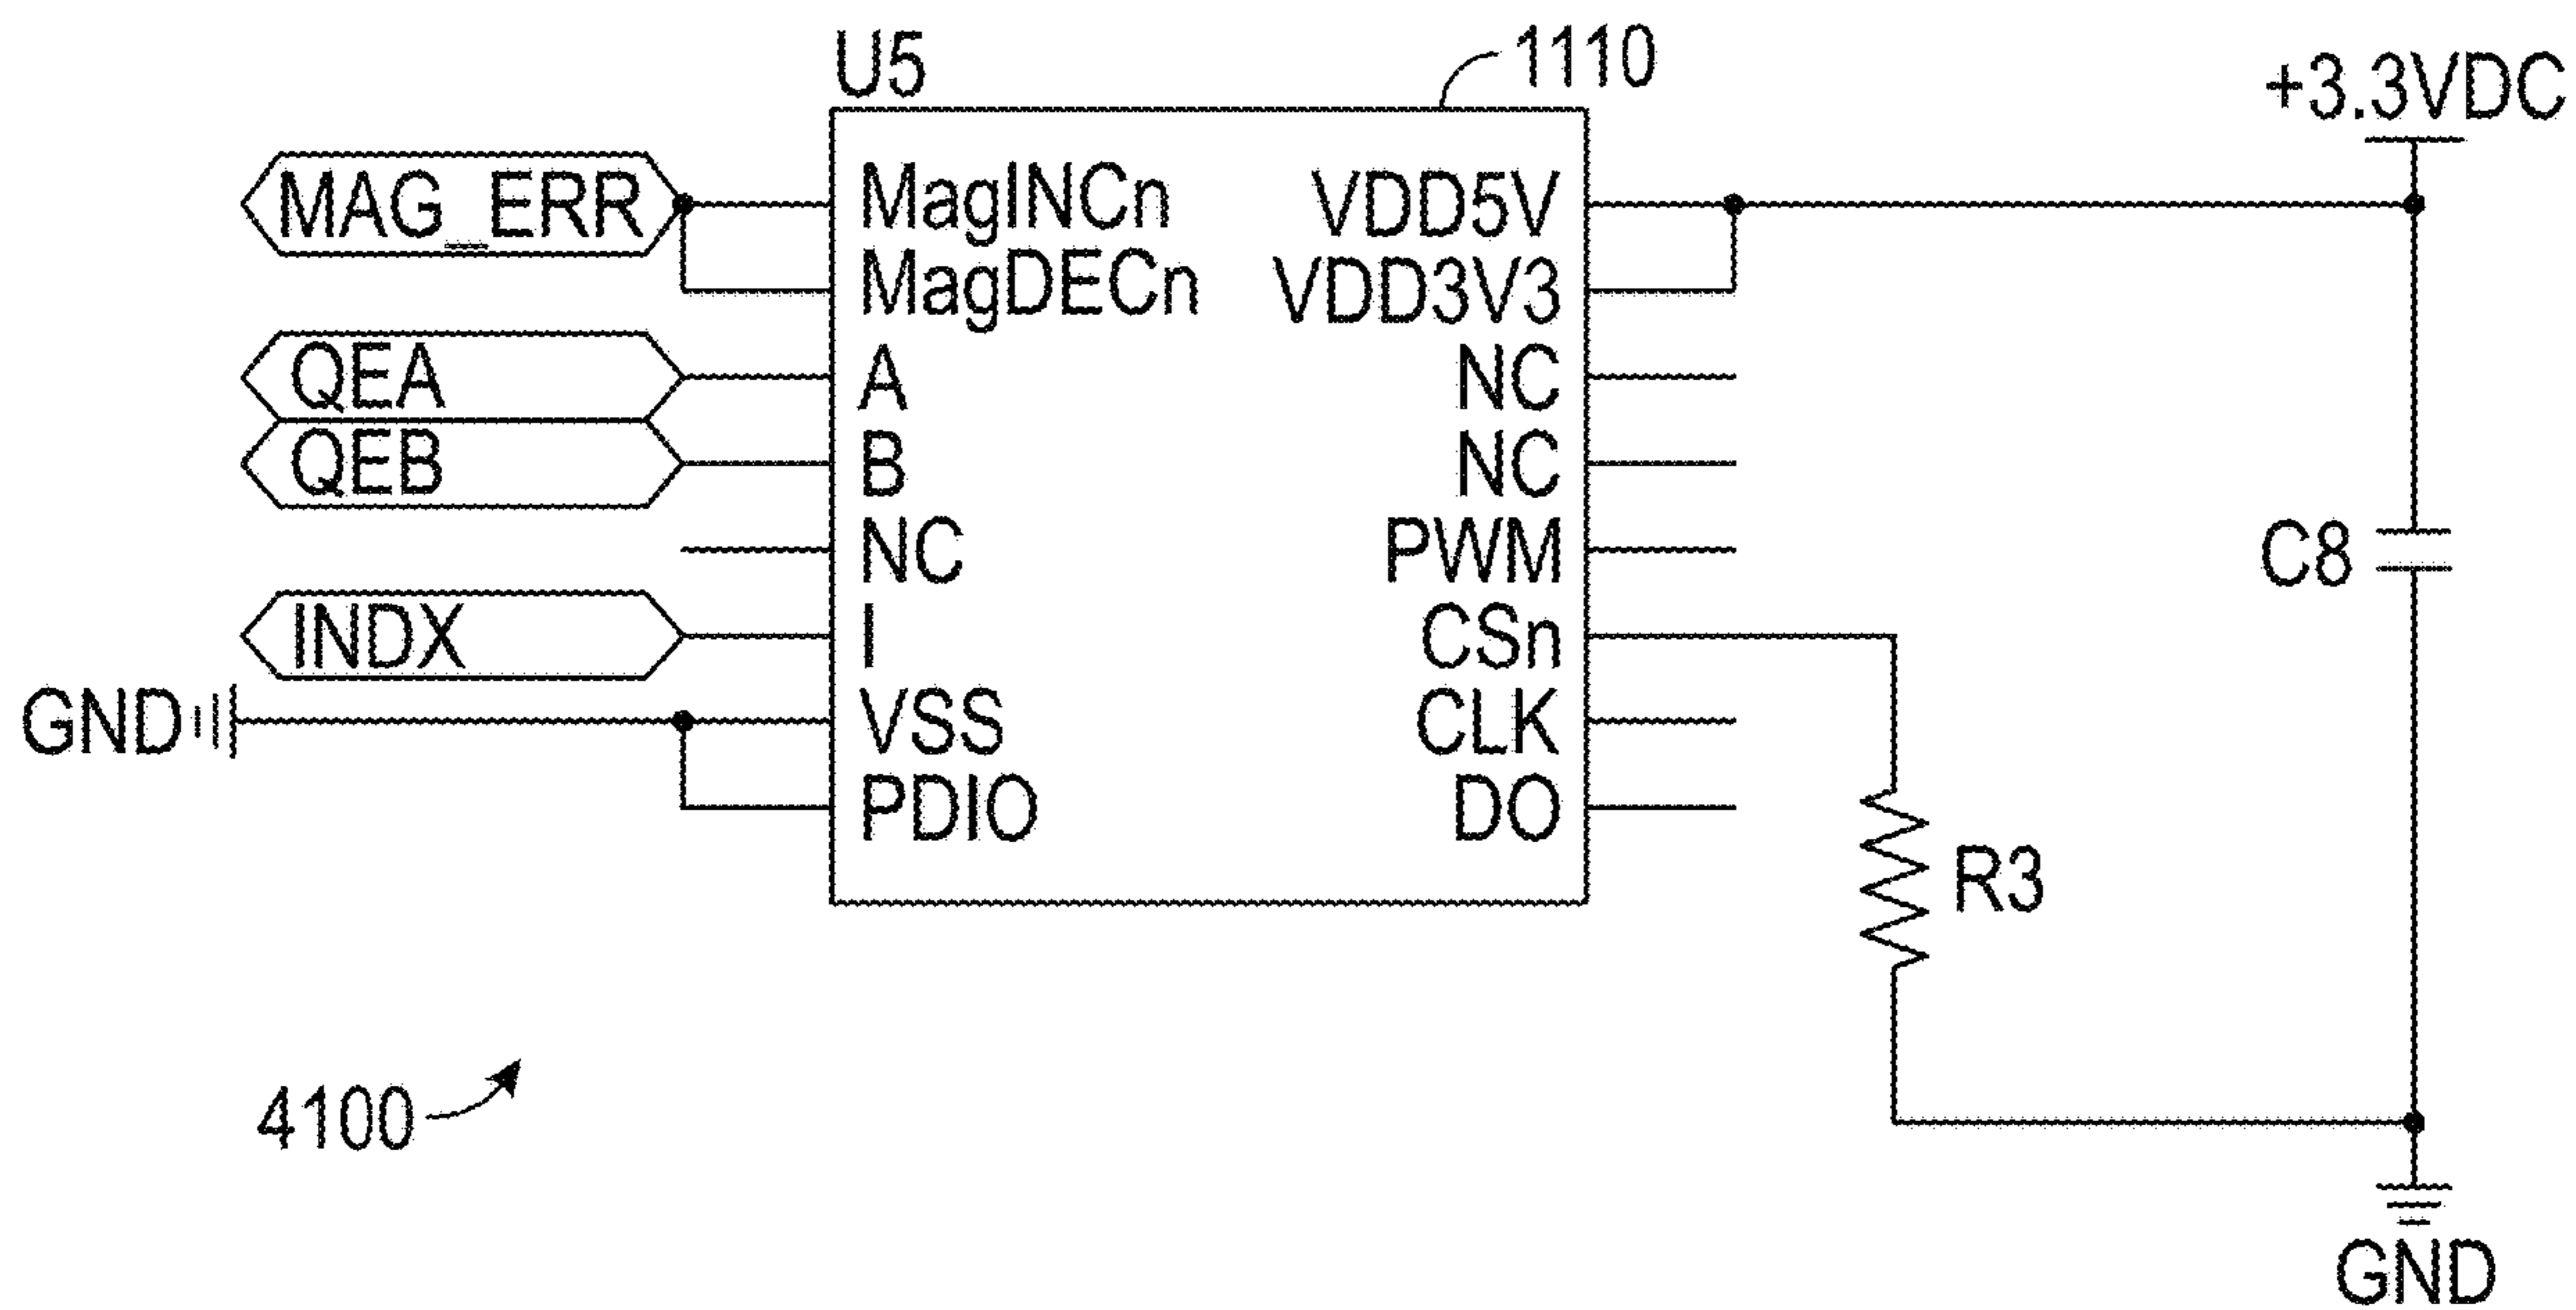 U5
1110
+3.3VDC
MAG_ERR
MagINCn
VDD5V
MagDECn
VDD3V3
QEA
A
NC
QEB
B
NC
NC
PWM
C8
INDX
I
CSn
GND
VSS
CLK
PDIO
DO
R3
4100
GND